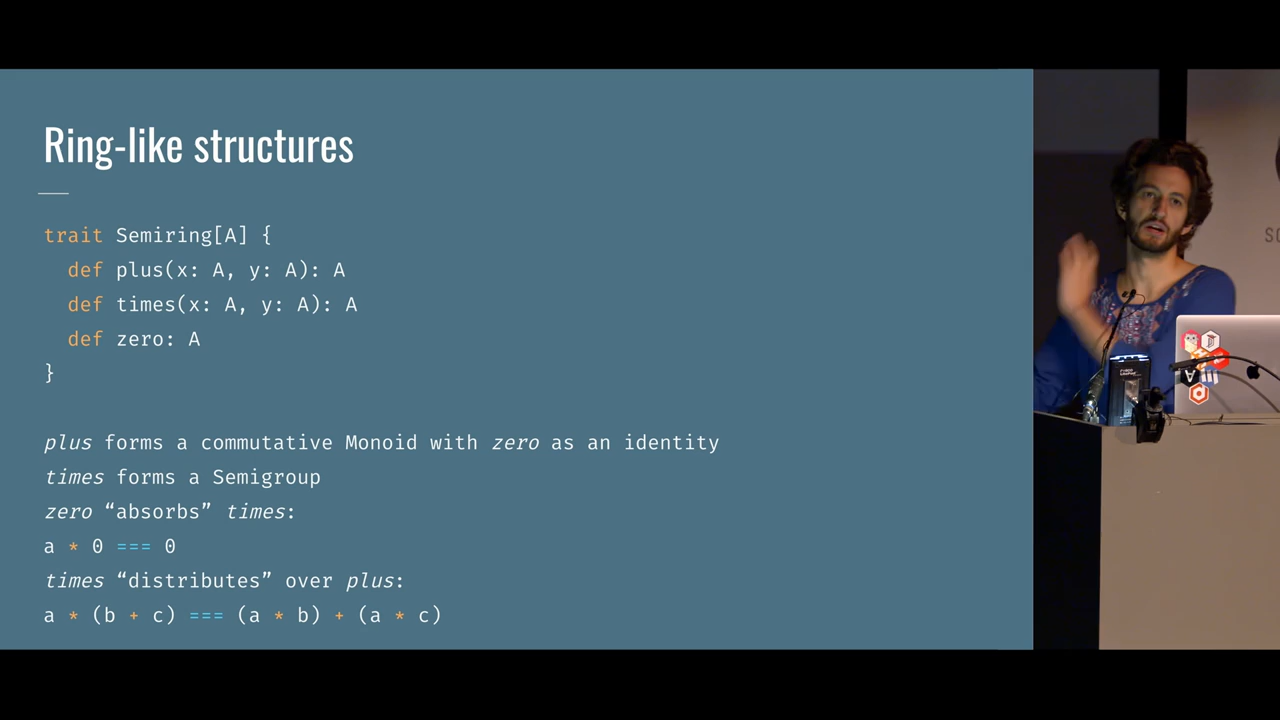 Ring-like structures
trait Semiring[A] {
  def plus(x: A, y: A): A
  def times(x: A, y: A): A
  def zero: A
}
plus forms a commutative Monoid with zero as an identity
times forms a Semigroup
zero “absorbs” times:
a * 0 === 0
times “distributes” over plus:
a * (b + c) === (a * b) + (a * c)